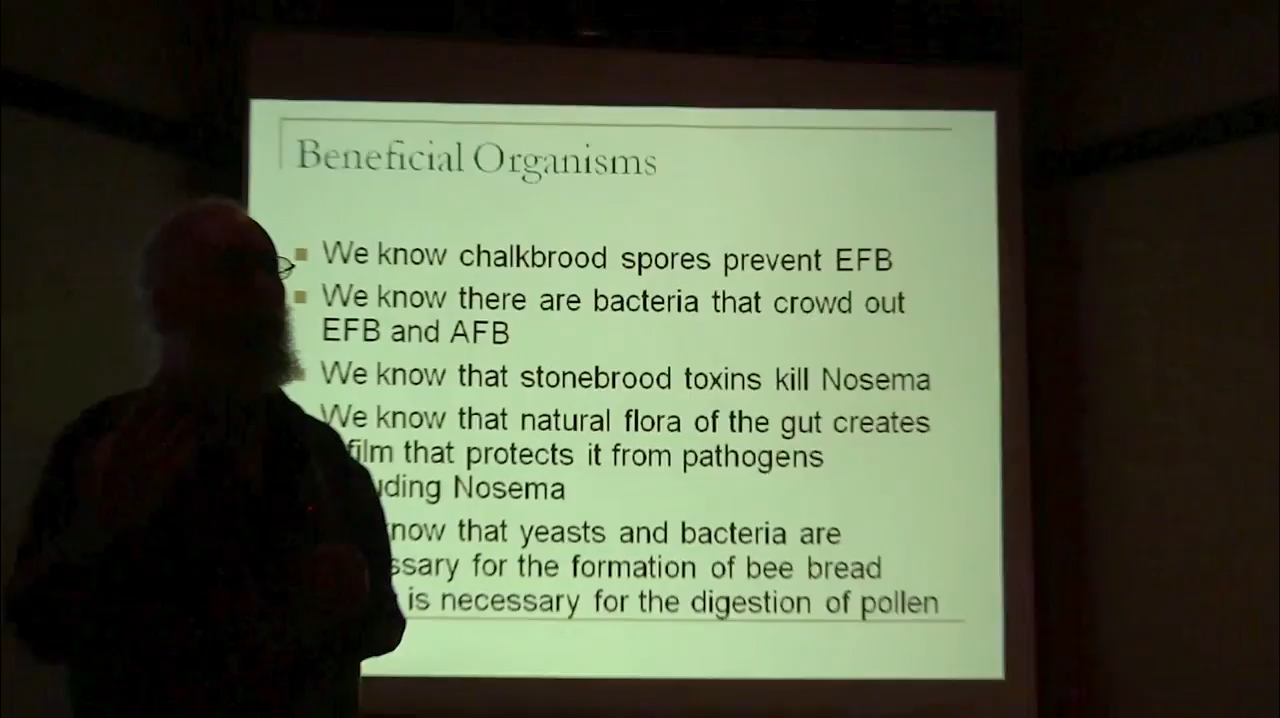 Beneficial Organisms
We know chalkbrood spores prevent EFB
We know there are bacteria that crowd out
EFB and AFB
We know that stonebrood toxins kill Nosema
We know that natural flora of the gut creates
film that protects it from pathogens
uding Nosema
now that yeasts and bacteria are
ssary for the formation of bee bread
is necessary for the digestion of pollen